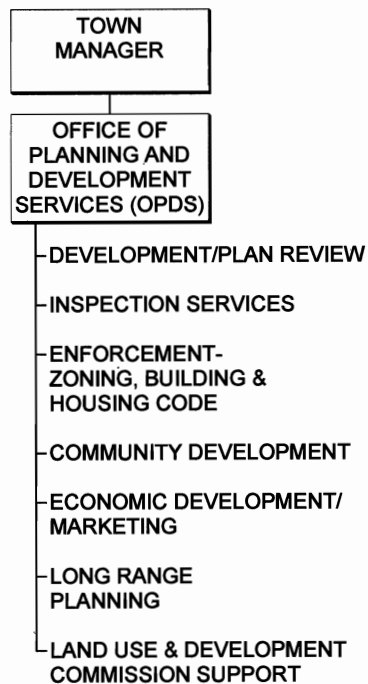 TOWN
MANAGER
OFFICE OF
PLANNING AND
DEVELOPMENT
SERVICES (OPDS)
DEVELOPMENT/PLAN REVIEW
INSPECTION SERVICES
ENFORCEMENT-
ZONING, BUILDING &
HOUSING CODE
COMMUNITY DEVELOPMENT
ECONOMIC DEVELOPMENT/
MARKETING
LONG RANGE
PLANNING
LAND USE & DEVELOPMENT
COMMISSION SUPPORT